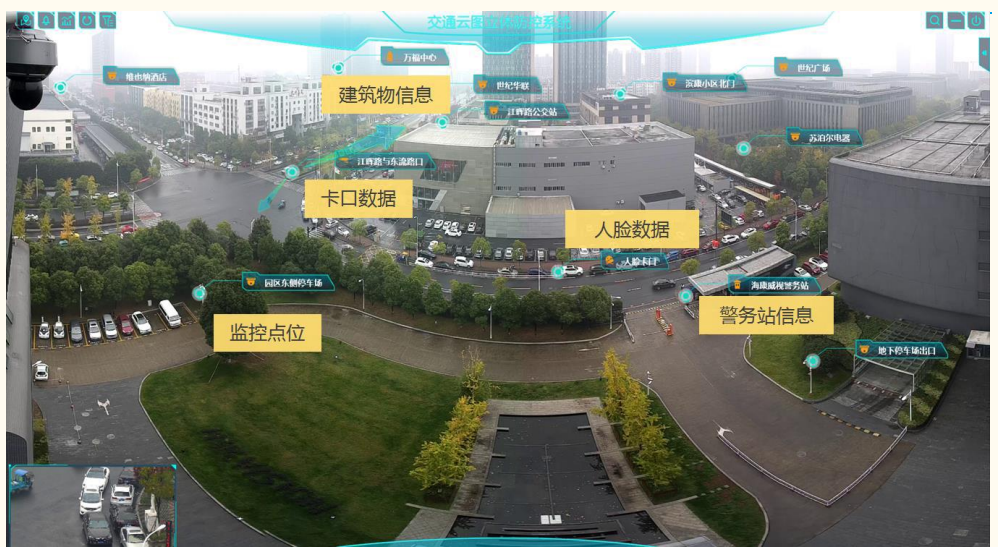 交通云图立体防控系统
万福中心
维也纳酒店
世纪广场
世纪华联
滨康小区北门
建筑物信息
江晖路公交站
苏泊尔电器
江晖路与东流路口
卡口数据
人脸数据
人脸卡口
园区东侧停车场
海康威视警务站
监控点位
警务站信息
地下停车场出口